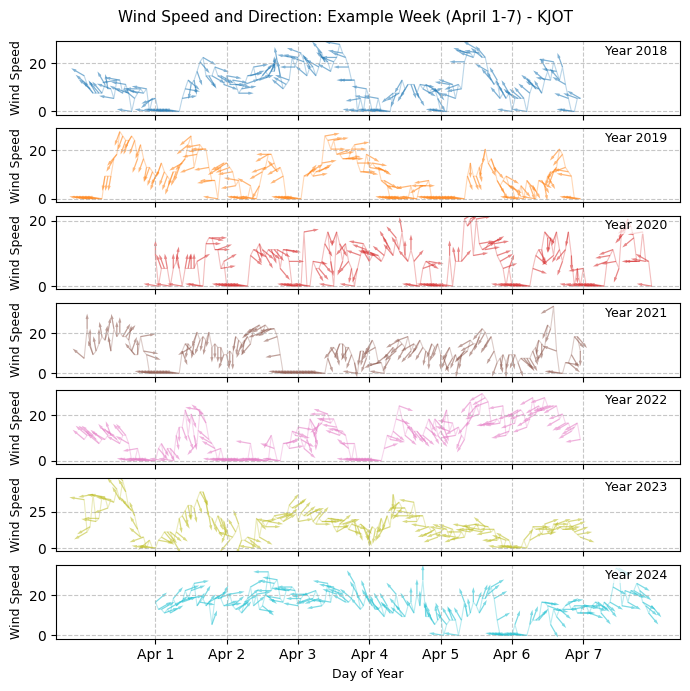 Wind Speed and Direction: Example Week (April 1-7) - KJOT
Year 2018
Wind Speed
20
0
Year 2019
Wind Speed
20
0
Year 2020
Wind Speed
20
0
Year 2021
Wind Speed
20
0
Year 2022
Wind Speed
20
0
Year 2023
Wind Speed
25
0
Year 2024
Wind Speed
20
0
Apr 1 Apr 2 Apr 3 Apr 4 Apr 5 Apr 6 Apr 7
Day of Year